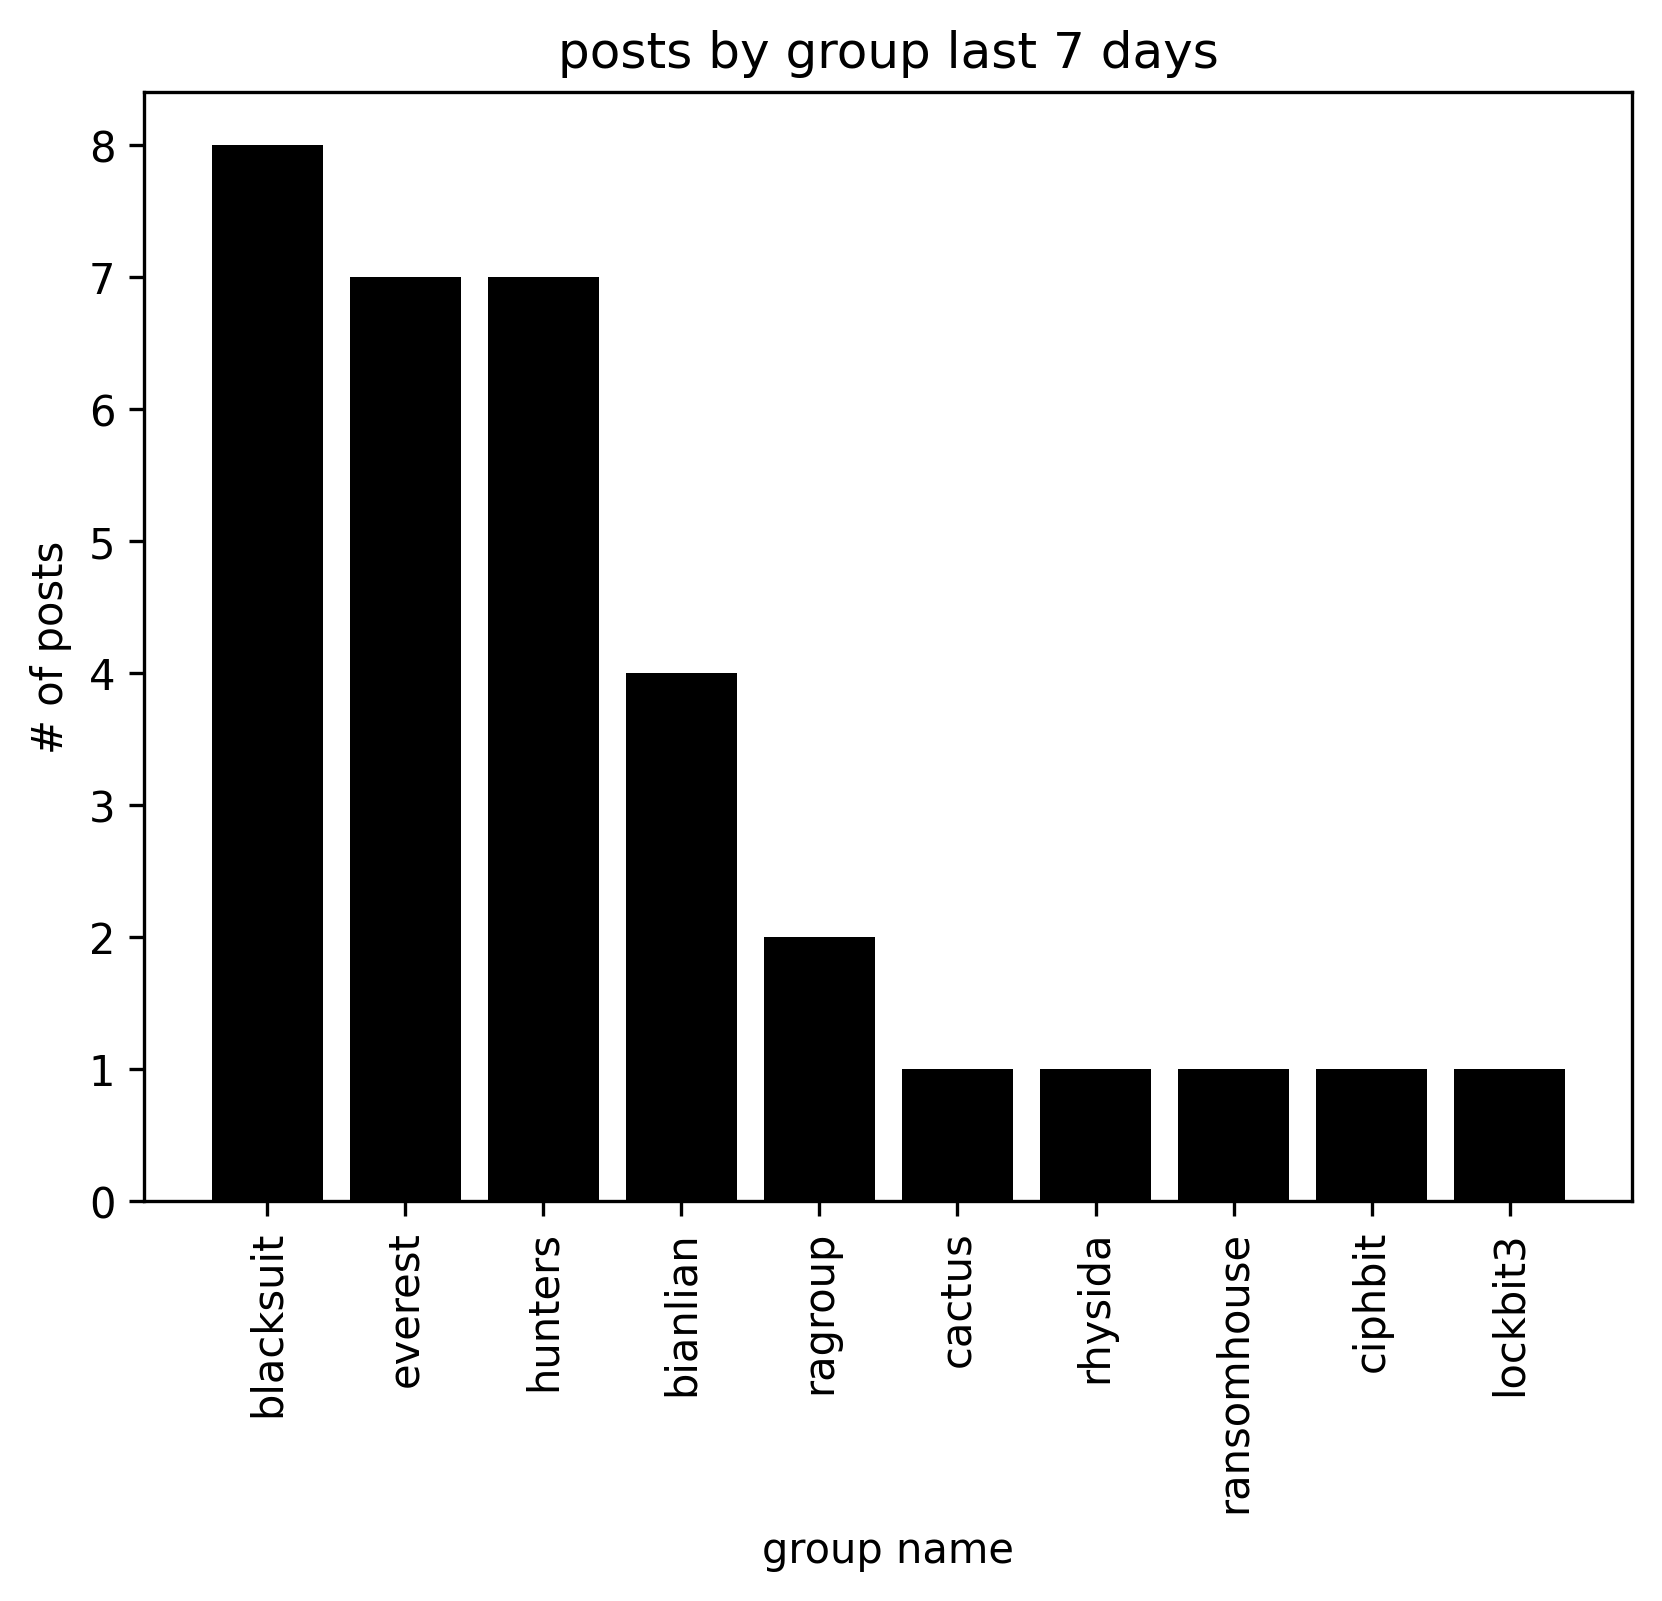 posts by group last 7 days
# of posts
8
7
6
5
4
3
2
1
0
blacksuit
everest
hunters
bianlian
ragroup
cactus
rhysida
ransomhouse
ciphbit
lockbit3
group name